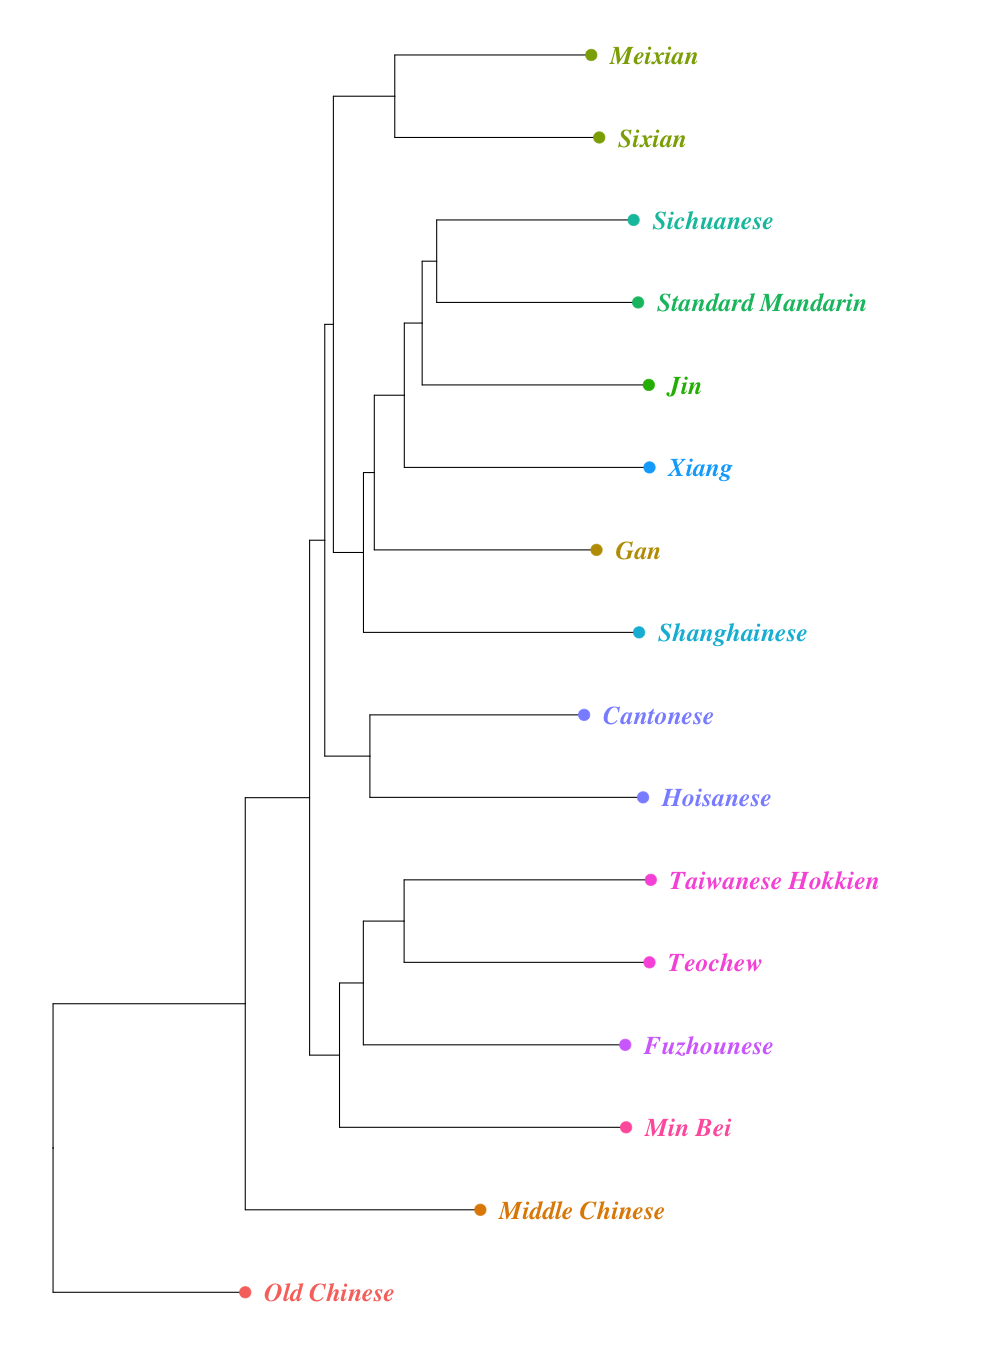 Meixian
Sixian
Sichuanese
Standard Mandarin
Jin
Xiang
Gan
Shanghainese
Cantonese
Hoisanese
Taiwanese Hokkien
Teochew
Fuzhounese
Min Bei
Middle Chinese
Old Chinese